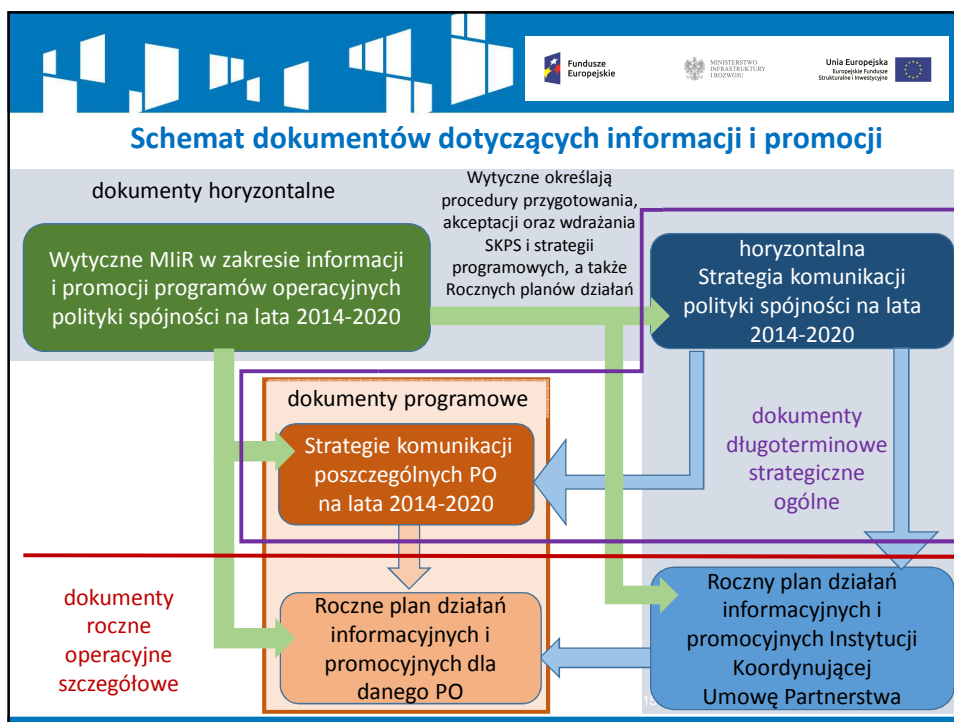 Fundusze
Europejskie
MINISTERSTWO
INFRASTRUKTURY
I ROZWOJU
Unia Europejska
Europejskie Fundusze
Strukturalne i Inwestycyjne
Schemat dokumentów dotyczących informacji i promocji
dokumenty horyzontalne
Wytyczne określają
procedury przygotowania,
akceptacji oraz wdrażania
SKPS i strategii
programowych, a także
Rocznych planów działań
Wytyczne MIiR w zakresie informacji
i promocji programów operacyjnych
polityki spójności na lata 2014-2020
horyzontalna
Strategia komunikacji
polityki spójności na lata
2014-2020
dokumenty programowe
Strategie komunikacji
poszczególnych PO
na lata 2014-2020
dokumenty
długoterminowe
strategiczne
ogólne
dokumenty
roczne
operacyjne
szczegółowe
Roczne plan działań
informacyjnych i
promocyjnych dla
danego PO
Roczny plan działań
informacyjnych i
promocyjnych Instytucji
Koordynującej
Umowę Partnerstwa